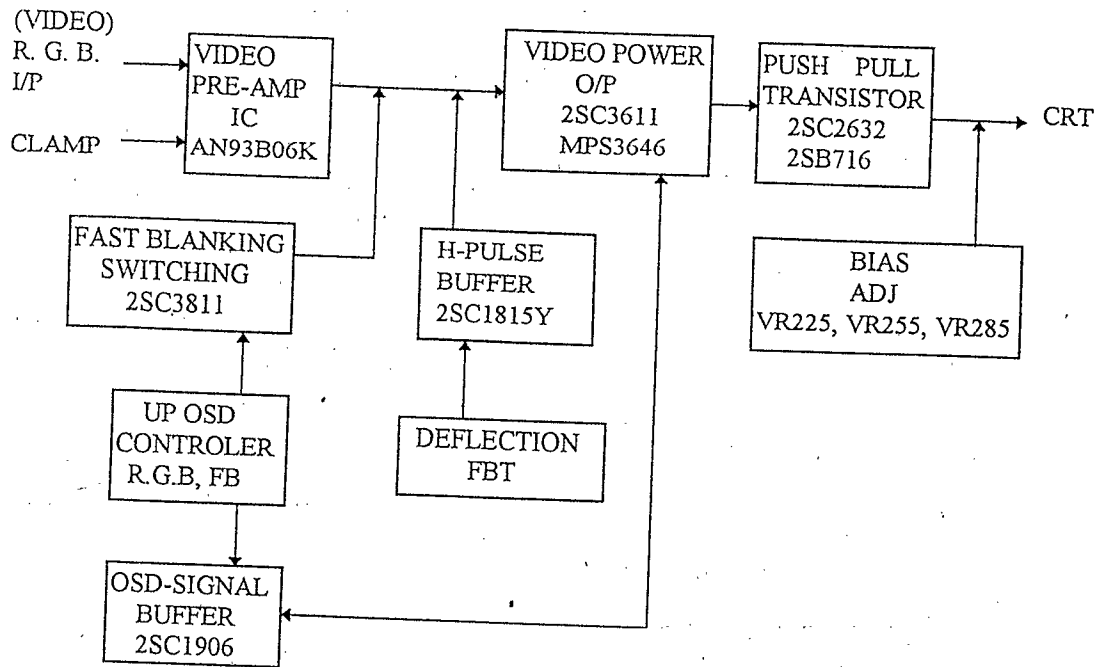 (VIDEO)
R. G. B.
I/P
CLAMP
VIDEO
PRE-AMP
IC
AN93B06K
VIDEO POWER
O/P
2SC3611
MPS3646
PUSH PULL
TRANSISTOR
2SC2632
2SB716
CRT
FAST BLANKING
SWITCHING
2SC3811
H-PULSE
BUFFER
2SC1815Y
BIAS
ADJ
VR225, VR255, VR285
UP OSD
CONTROLER
R.G.B, FB
DEFLECTION
FBT
OSD-SIGNAL
BUFFER
2SC1906